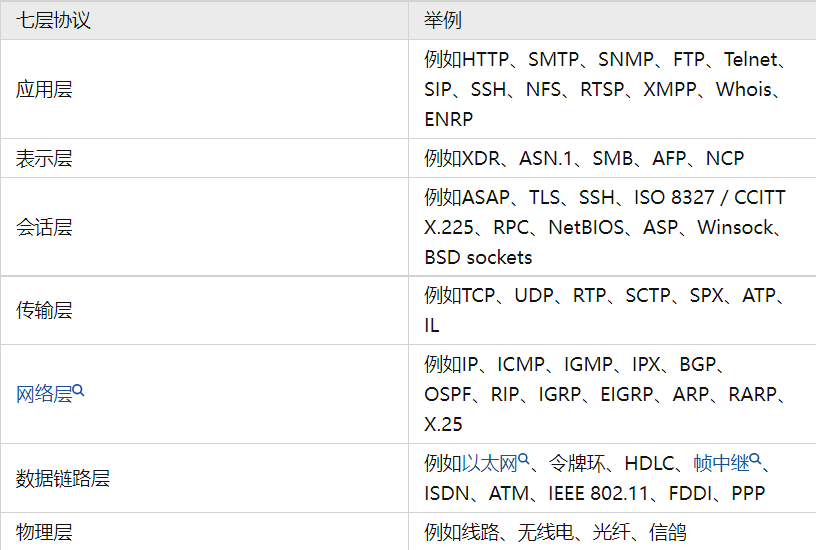 七层协议
举例
应用层
例如HTTP、SMTP、SNMP、FTP、Telnet、
SIP、SSH、NFS、RTSP、XMPP、Whois、
ENRP
表示层
例如XDR、ASN.1、SMB、AFP、NCP
会话层
例如ASAP、TLS、SSH、ISO 8327 / CCITT
X.225、RPC、NetBIOS、ASP、Winsock、
BSD sockets
传输层
例如TCP、UDP、RTP、SCTP、SPX、ATP、
IL
网络层
例如IP、ICMP、IGMP、IPX、BGP、
OSPF、RIP、IGRP、EIGRP、ARP、RARP、
X.25
数据链路层
例如以太网、令牌环、HDLC、帧中继、
ISDN、ATM、IEEE 802.11、FDDI、PPP
物理层
例如线路、无线电、光纤、信鸽